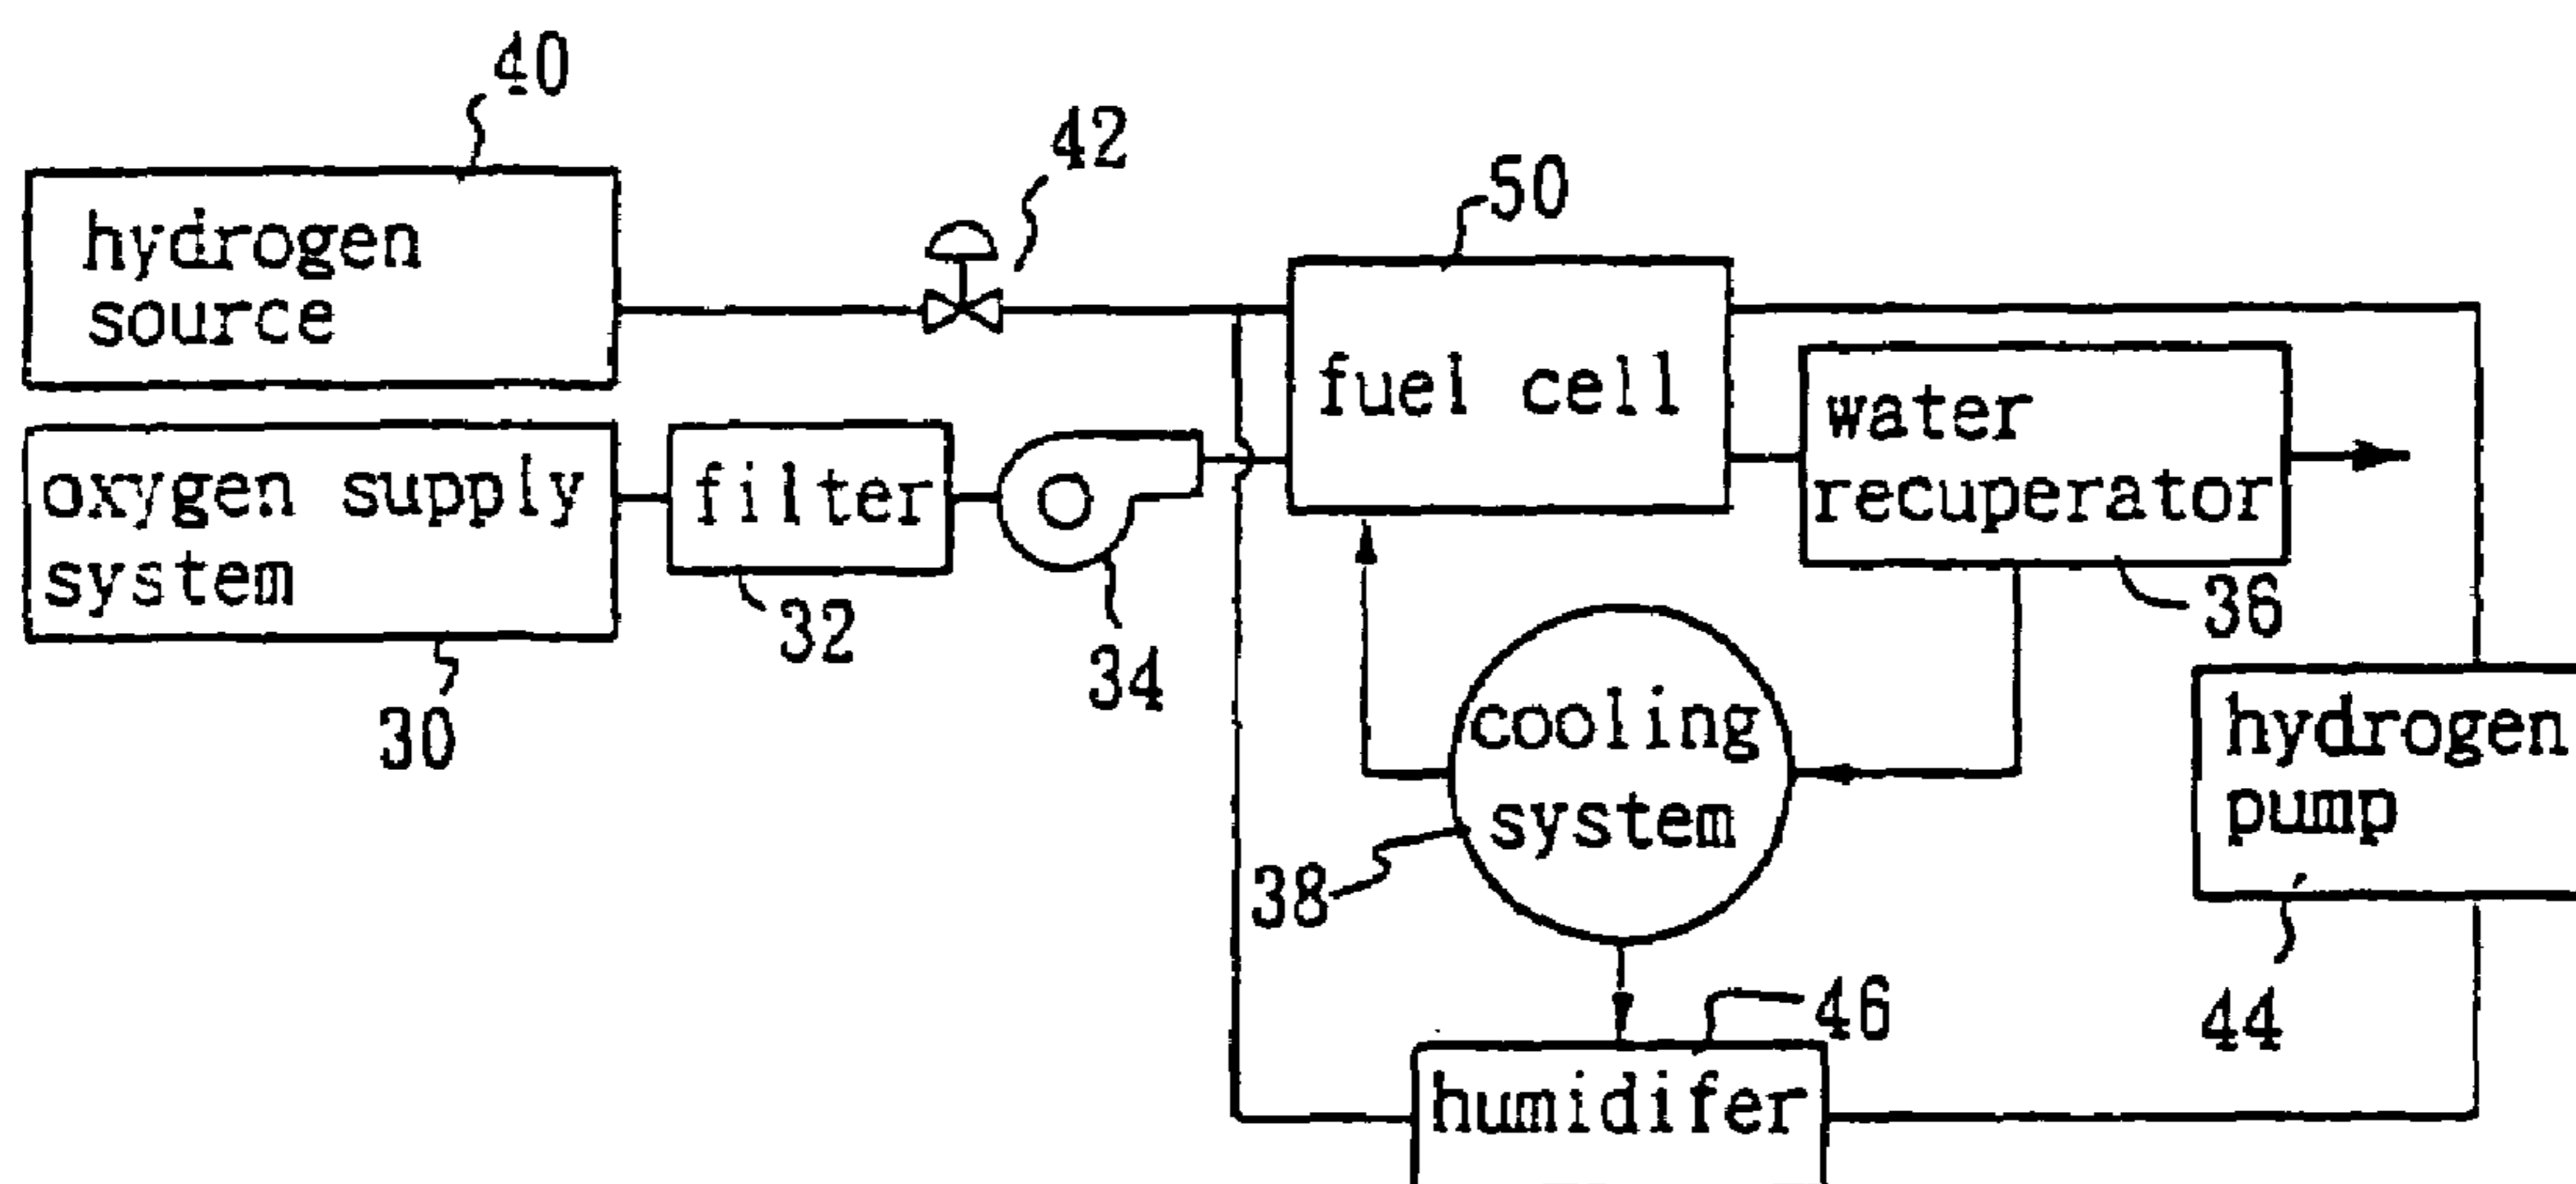 40
42
50
hydrogen
source
fuel cell
water
recuperator
oxygen supply
system
filter
32
34
36
30
cooling
system
38
hydrogen
pump
44
46
humidifer